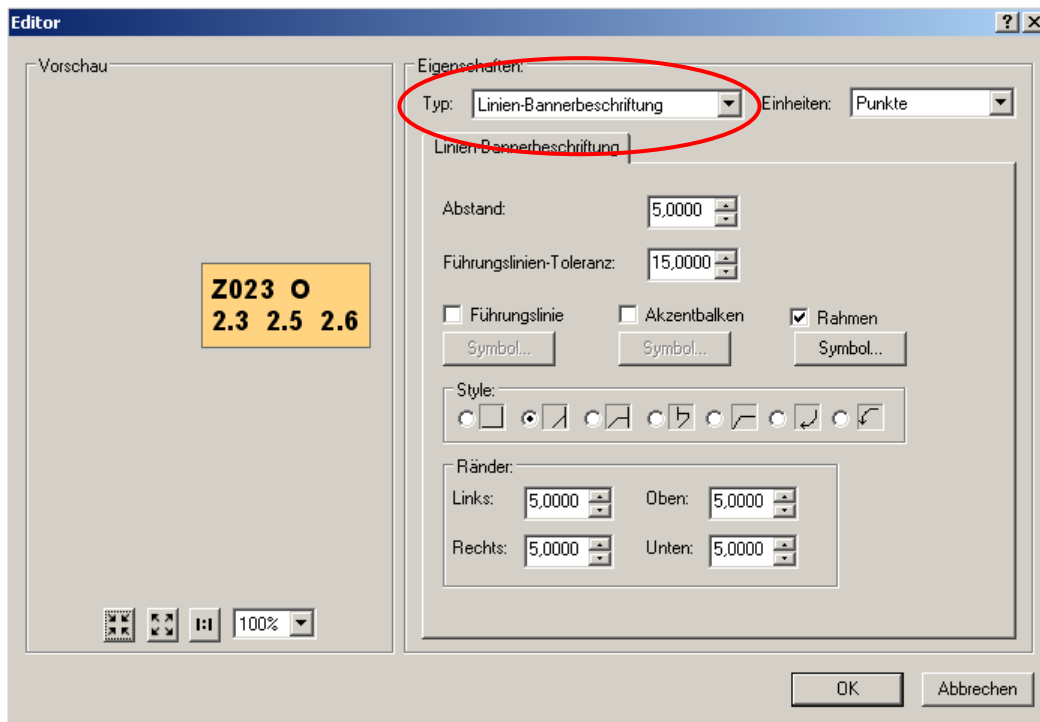 Editor
Vorschau
Z023 O
2.3 2.5 2.6
100%
Eigenschaften:
Typ: Linien-Bannerbeschriftung Einheiten: Punkte
Linien-Bannerbeschriftung
Abstand: 5,0000
Führungslinien-Toleranz: 15,0000
Führungslinie Akzentbalken Rahmen
Symbol... Symbol... Symbol...
Style:
Ränder:
Links: 5,0000 Oben: 5,0000
Rechts: 5,0000 Unten: 5,0000
OK Abbrechen